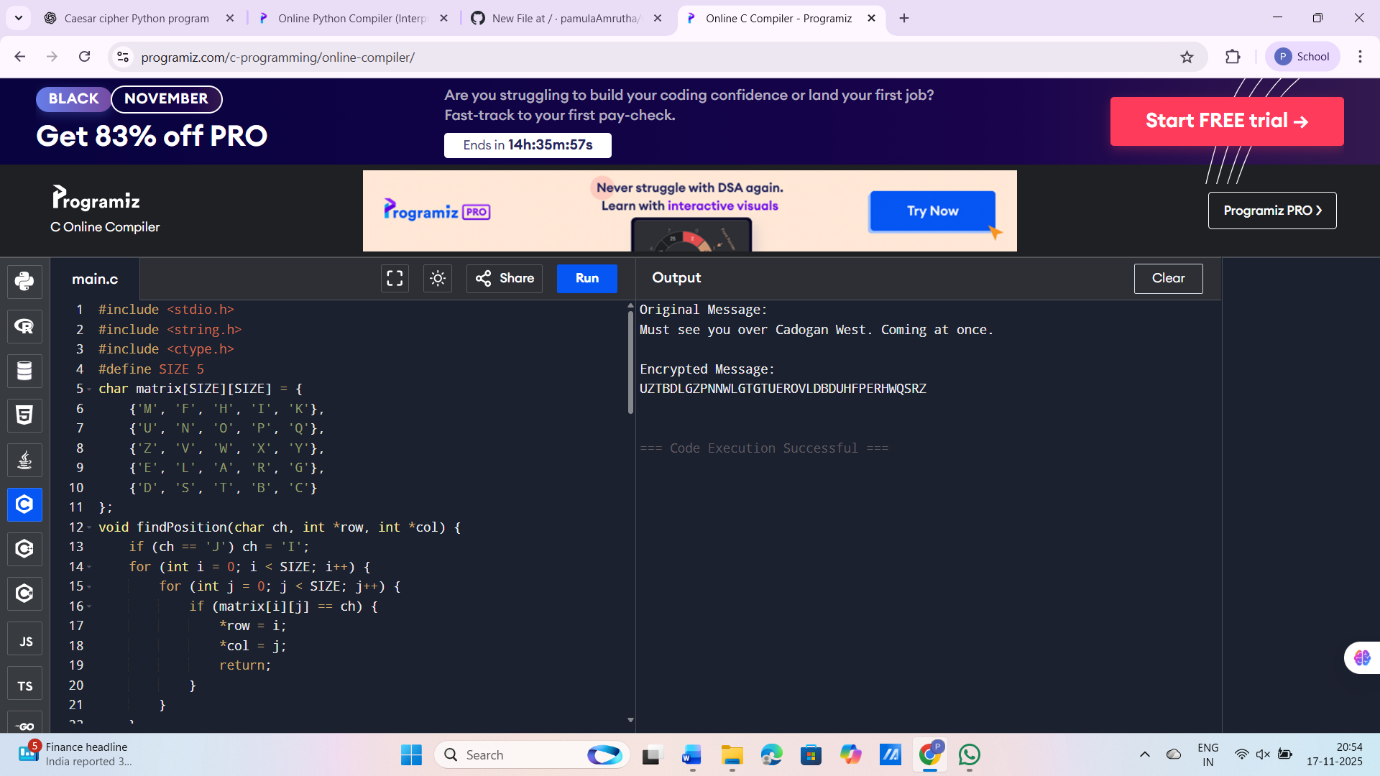 Caesar cipher Python program
Online Python Compiler (Interp
New File at / · pamulaAmrutha/
Online C Compiler - Programiz
programiz.com/c-programming/online-compiler/
P School
BLACK NOVEMBER
Get 83% off PRO
Are you struggling to build your coding confidence or land your first job?
Fast-track to your first pay-check.
Ends in 14h:35m:57s
Start FREE trial →
Programiz
C Online Compiler
Programiz PRO
Never struggle with DSA again.
Learn with interactive visuals
Try Now
Programiz PRO >
main.c
Share
Run
Output
Clear
1 #include <stdio.h>
2 #include <string.h>
3 #include <ctype.h>
4 #define SIZE 5
5 char matrix[SIZE][SIZE] = {
6 {'M', 'F', 'H', 'I', 'K'},
7 {'U', 'N', 'O', 'P', 'Q'},
8 {'Z', 'V', 'W', 'X', 'Y'},
9 {'E', 'L', 'A', 'R', 'G'},
10 {'D', 'S', 'T', 'B', 'C'}
11 };
12 void findPosition(char ch, int *row, int *col) {
13 if (ch == 'J') ch = 'I';
14 for (int i = 0; i < SIZE; i++) {
15 for (int j = 0; j < SIZE; j++) {
16 if (matrix[i][j] == ch) {
17 *row = i;
18 *col = j;
19 return;
20 }
21 }
22 }
Original Message:
Must see you over Cadogan West. Coming at once.
Encrypted Message:
UZTBDLGZPNNWLGTGTUEROVLDBDUHFPERHWQSRZ
=== Code Execution Successful ===
JS
TS
GO
5
Finance headline
India reported 3...
Search
ENG
IN
20:54
17-11-2025